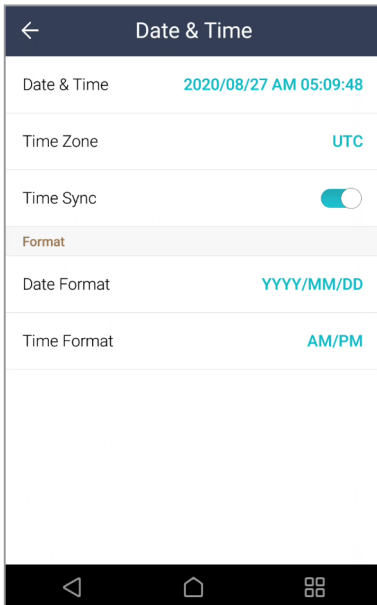 Date & Time
Date & Time 2020/08/27 AM 05:09:48
Time Zone UTC
Time Sync
Format
Date Format YYYY/MM/DD
Time Format AM/PM